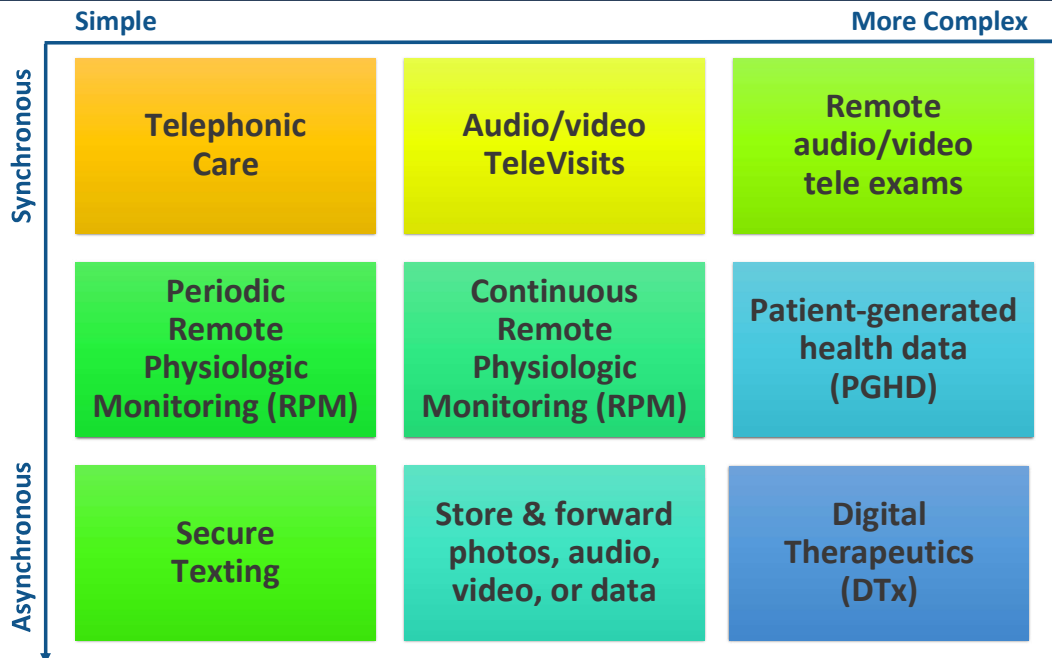 Simple
More Complex
Synchronous
Telephonic
Care
Audio/video
TeleVisits
Remote
audio/video
tele exams
Periodic
Remote
Physiologic
Monitoring (RPM)
Continuous
Remote
Physiologic
Monitoring (RPM)
Patient-generated
health data
(PGHD)
Asynchronous
Secure
Texting
Store & forward
photos, audio,
video, or data
Digital
Therapeutics
(DTx)